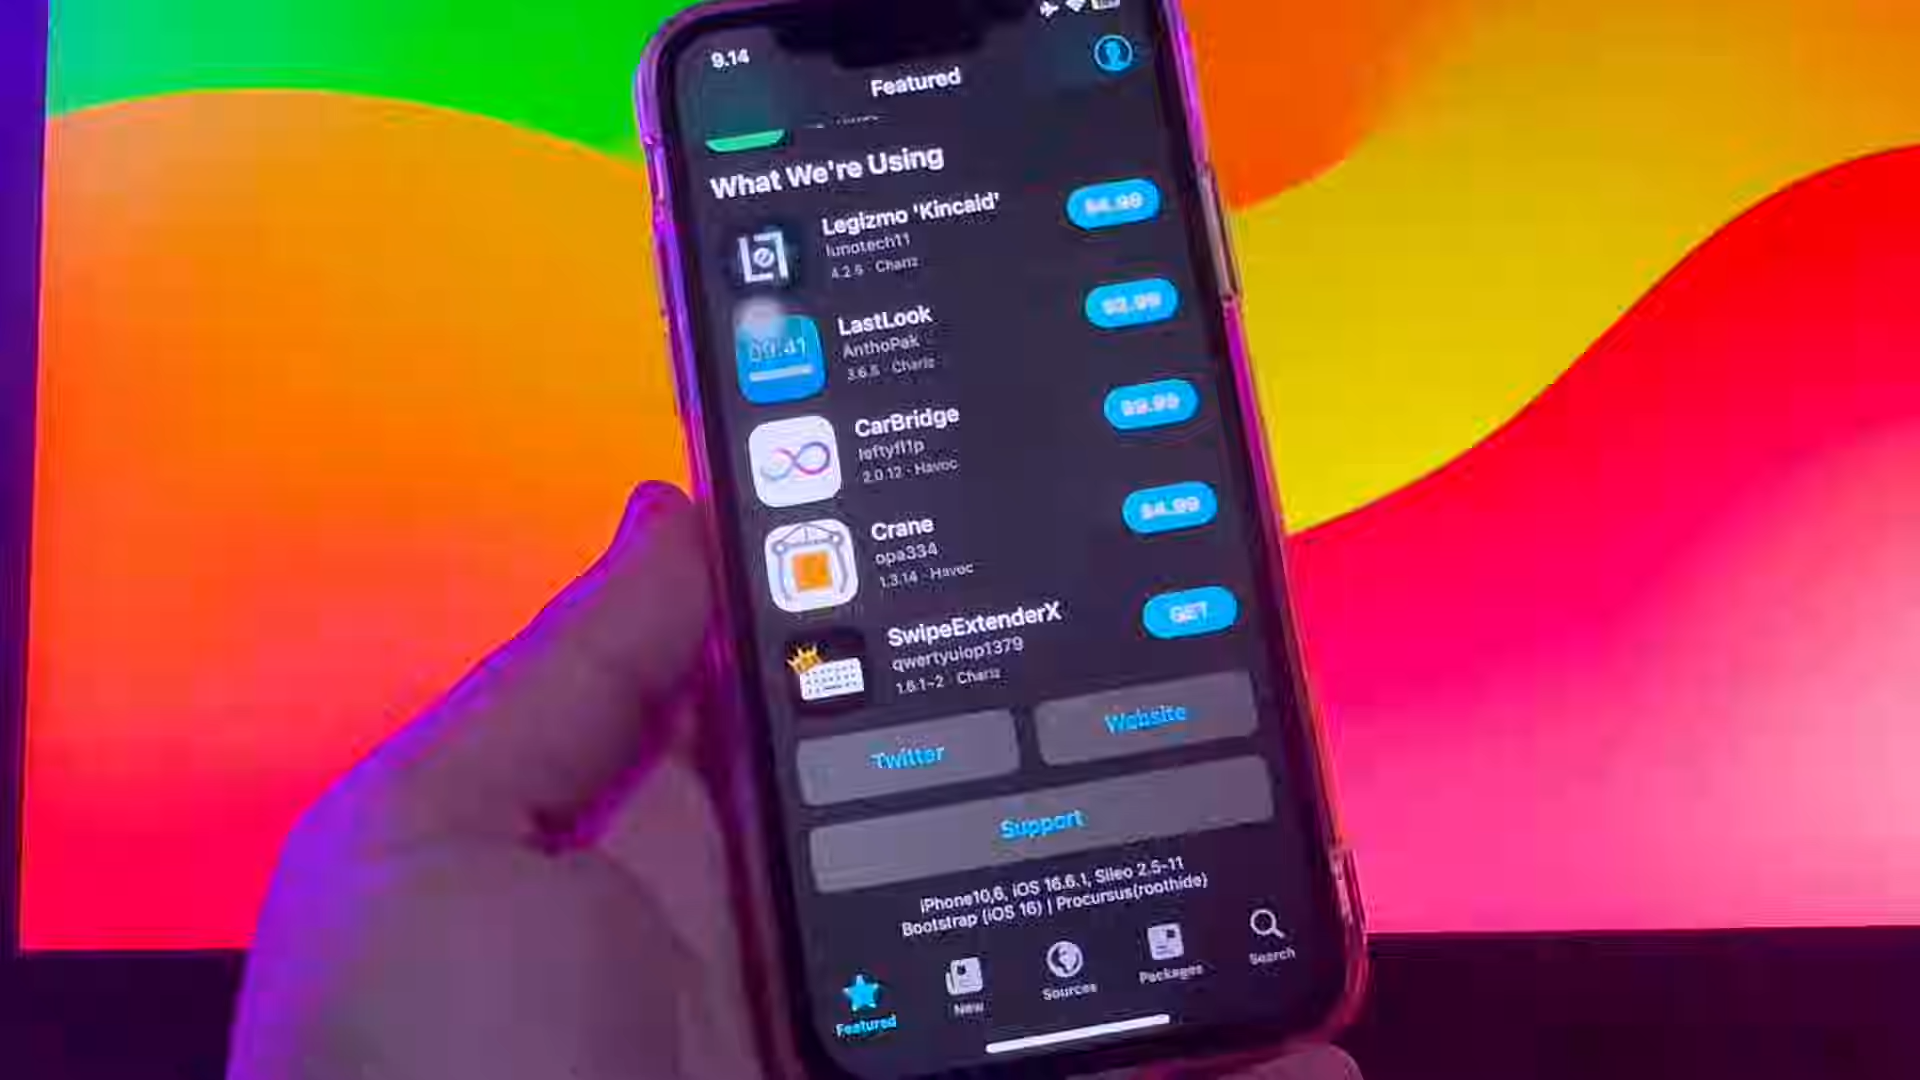 9.14
Featured
What We're Using
Legizmo 'Kincaid'
lunotech11
4.2.5 · Chariz
$4.99
LastLook
AnthoPak
3.6.5 · Chariz
$2.99
09:41
CarBridge
leftyfl1p
2.0.12 · Havoc
$9.99
Crane
opa334
1.3.14 · Havoc
$4.99
SwipeExtenderX
qwertyuiop1379
1.6.1~2 · Chariz
GET
Twitter
Website
Support
iPhone10,6, iOS 16.6.1, Sileo 2.5-11
Bootstrap (iOS 16) | Procursus(roothide)
Featured
New
Sources
Packages
Search